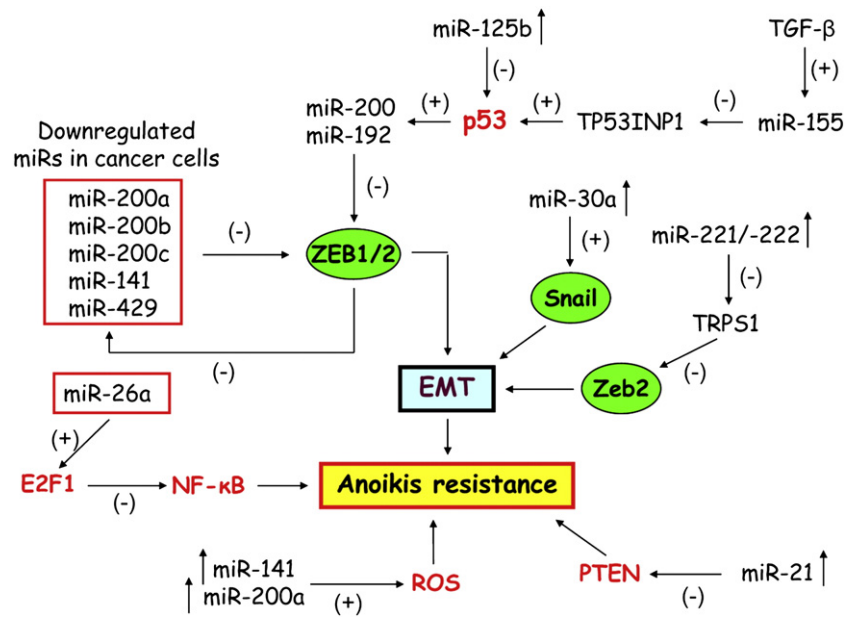 miR-125b
TGF-β
(-)
(+)
miR-200
miR-192
(+)
p53
(+)
TP53INP1
(-)
miR-155
Downregulated
miRs in cancer cells
(-)
miR-200a
miR-200b
miR-200c
miR-141
miR-429
(-)
ZEB1/2
miR-30a
(+)
Snail
miR-221/-222
(-)
TRPS1
(-)
(-)
EMT
Zeb2
miR-26a
(+)
E2F1
(-)
NF-κB
Anoikis resistance
miR-141
miR-200a
(+)
ROS
PTEN
(-)
miR-21